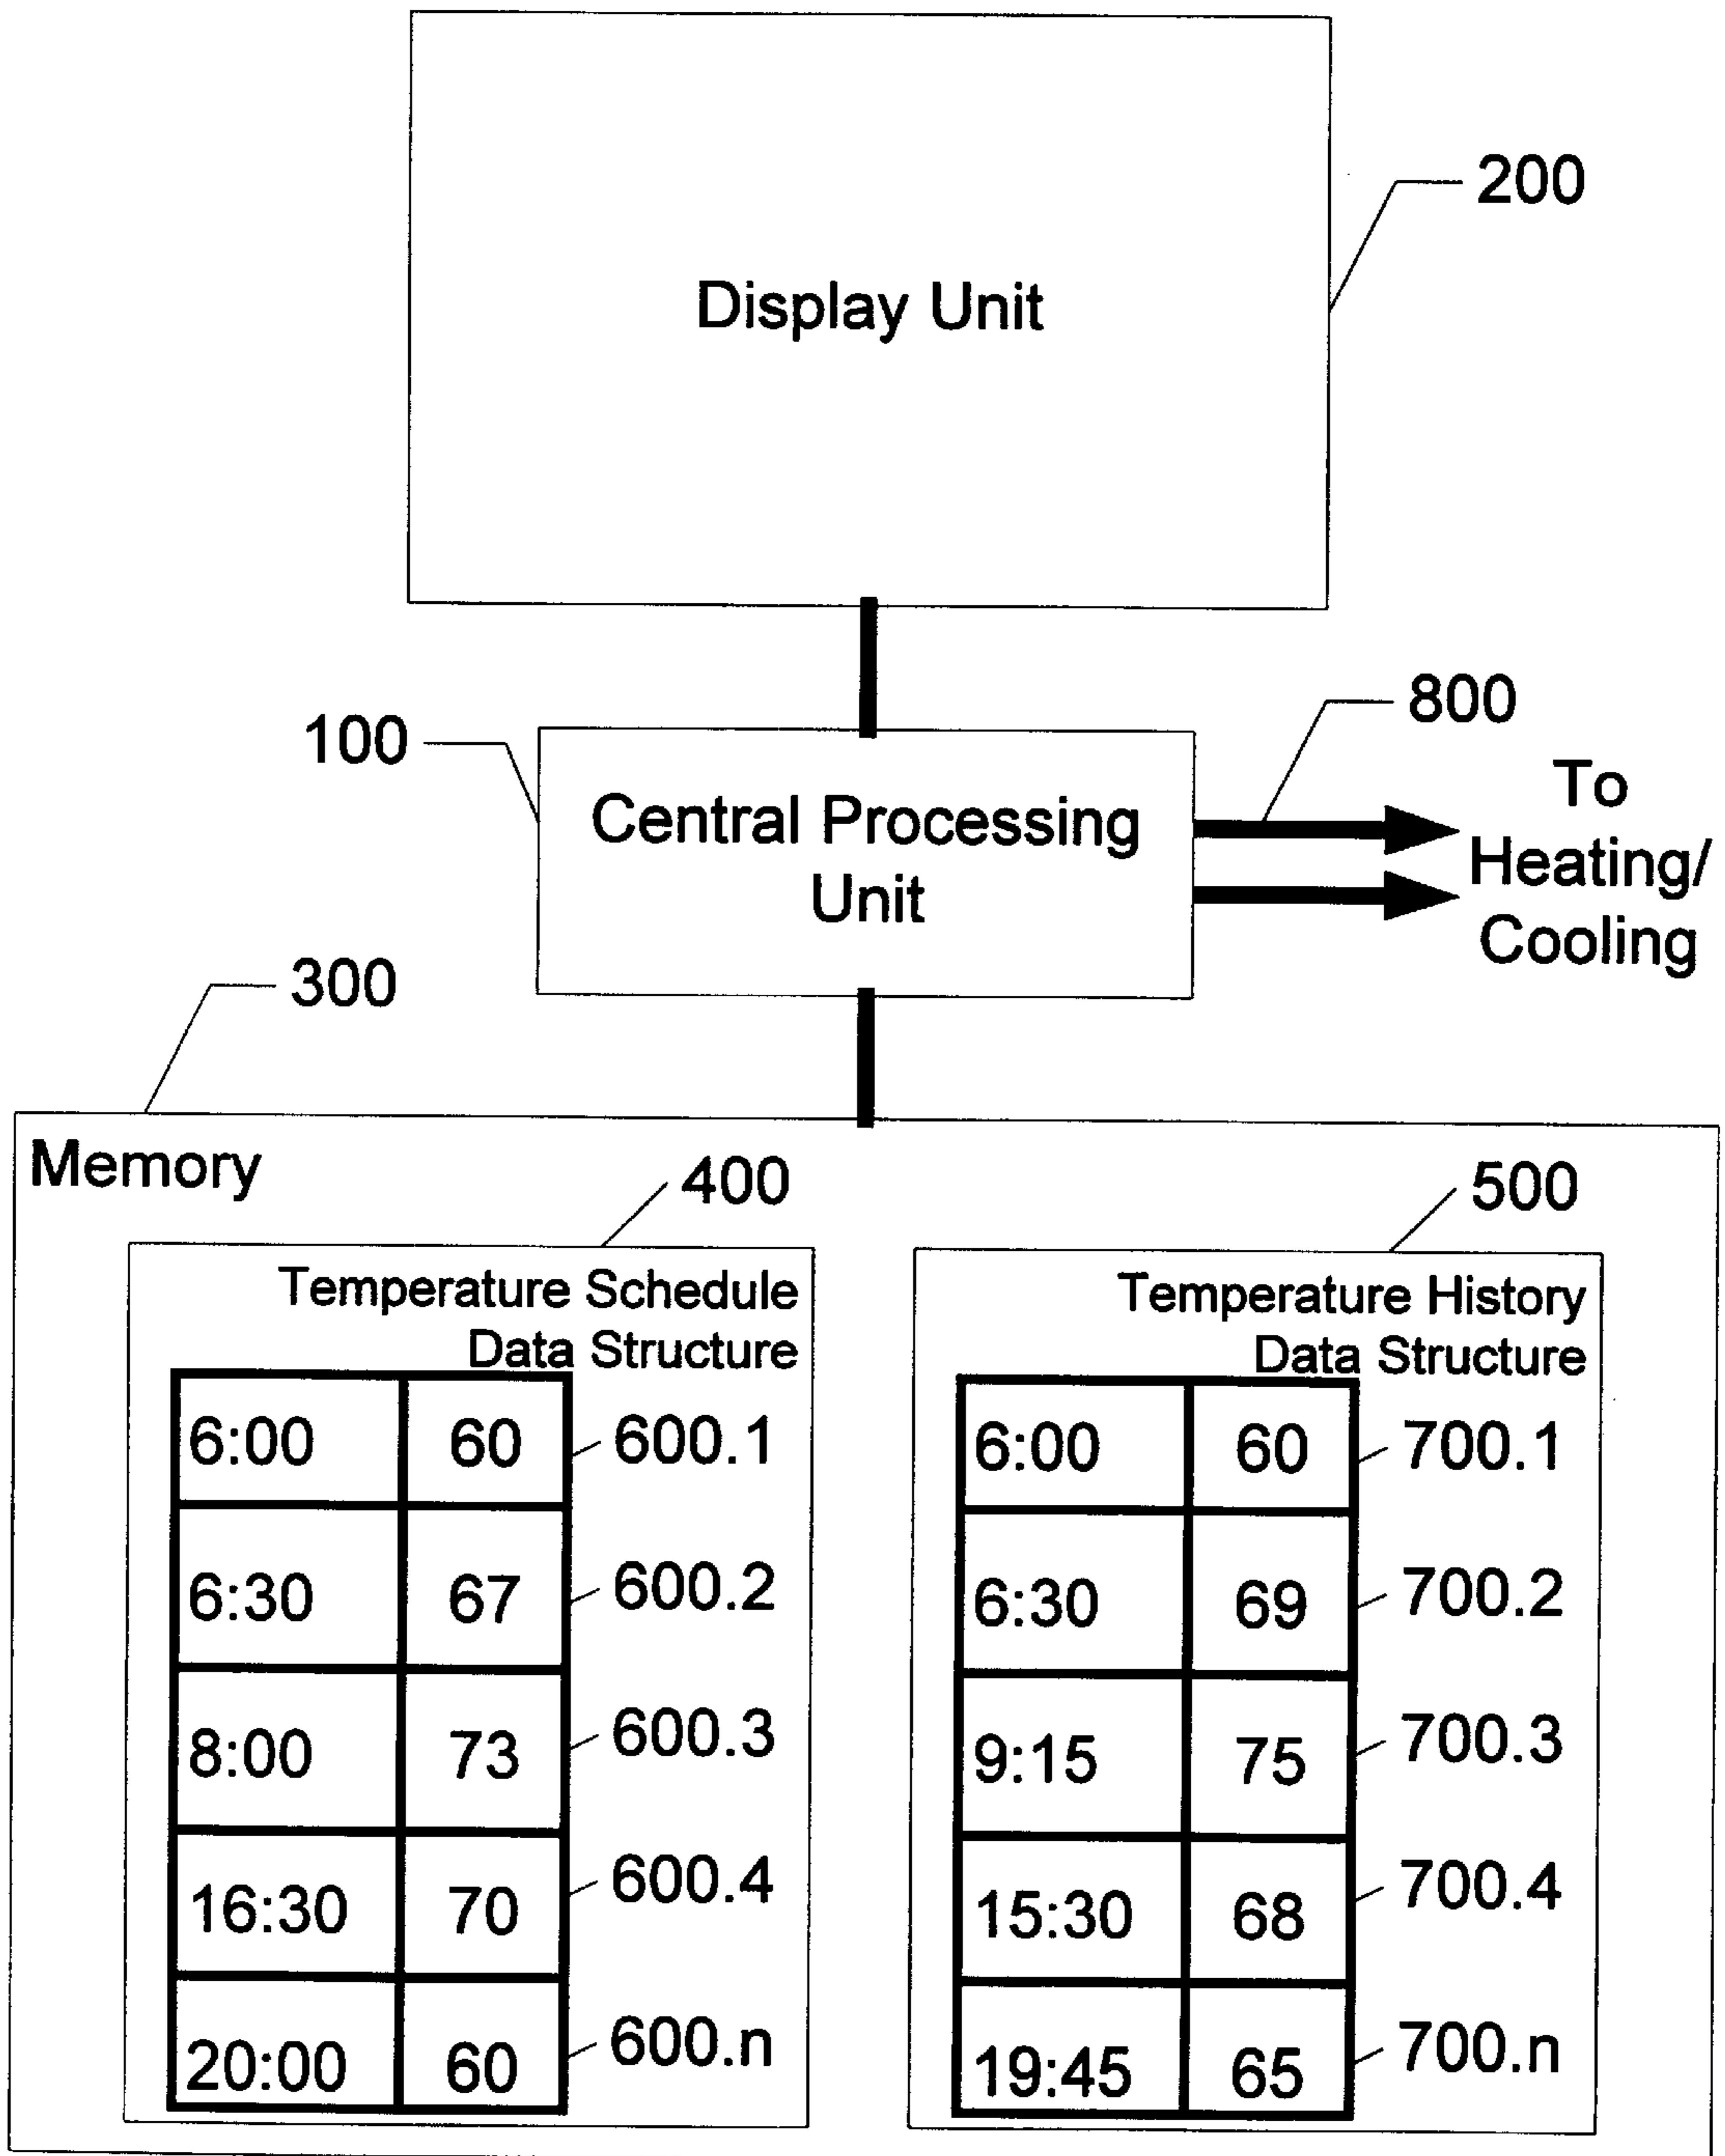 Display Unit
200
100
Central Processing
Unit
800
To
Heating/
Cooling
300
Memory
400
Temperature Schedule
Data Structure
6:00 60 600.1
6:30 67 600.2
8:00 73 600.3
16:30 70 600.4
20:00 60 600.n
500
Temperature History
Data Structure
6:00 60 700.1
6:30 69 700.2
9:15 75 700.3
15:30 68 700.4
19:45 65 700.n